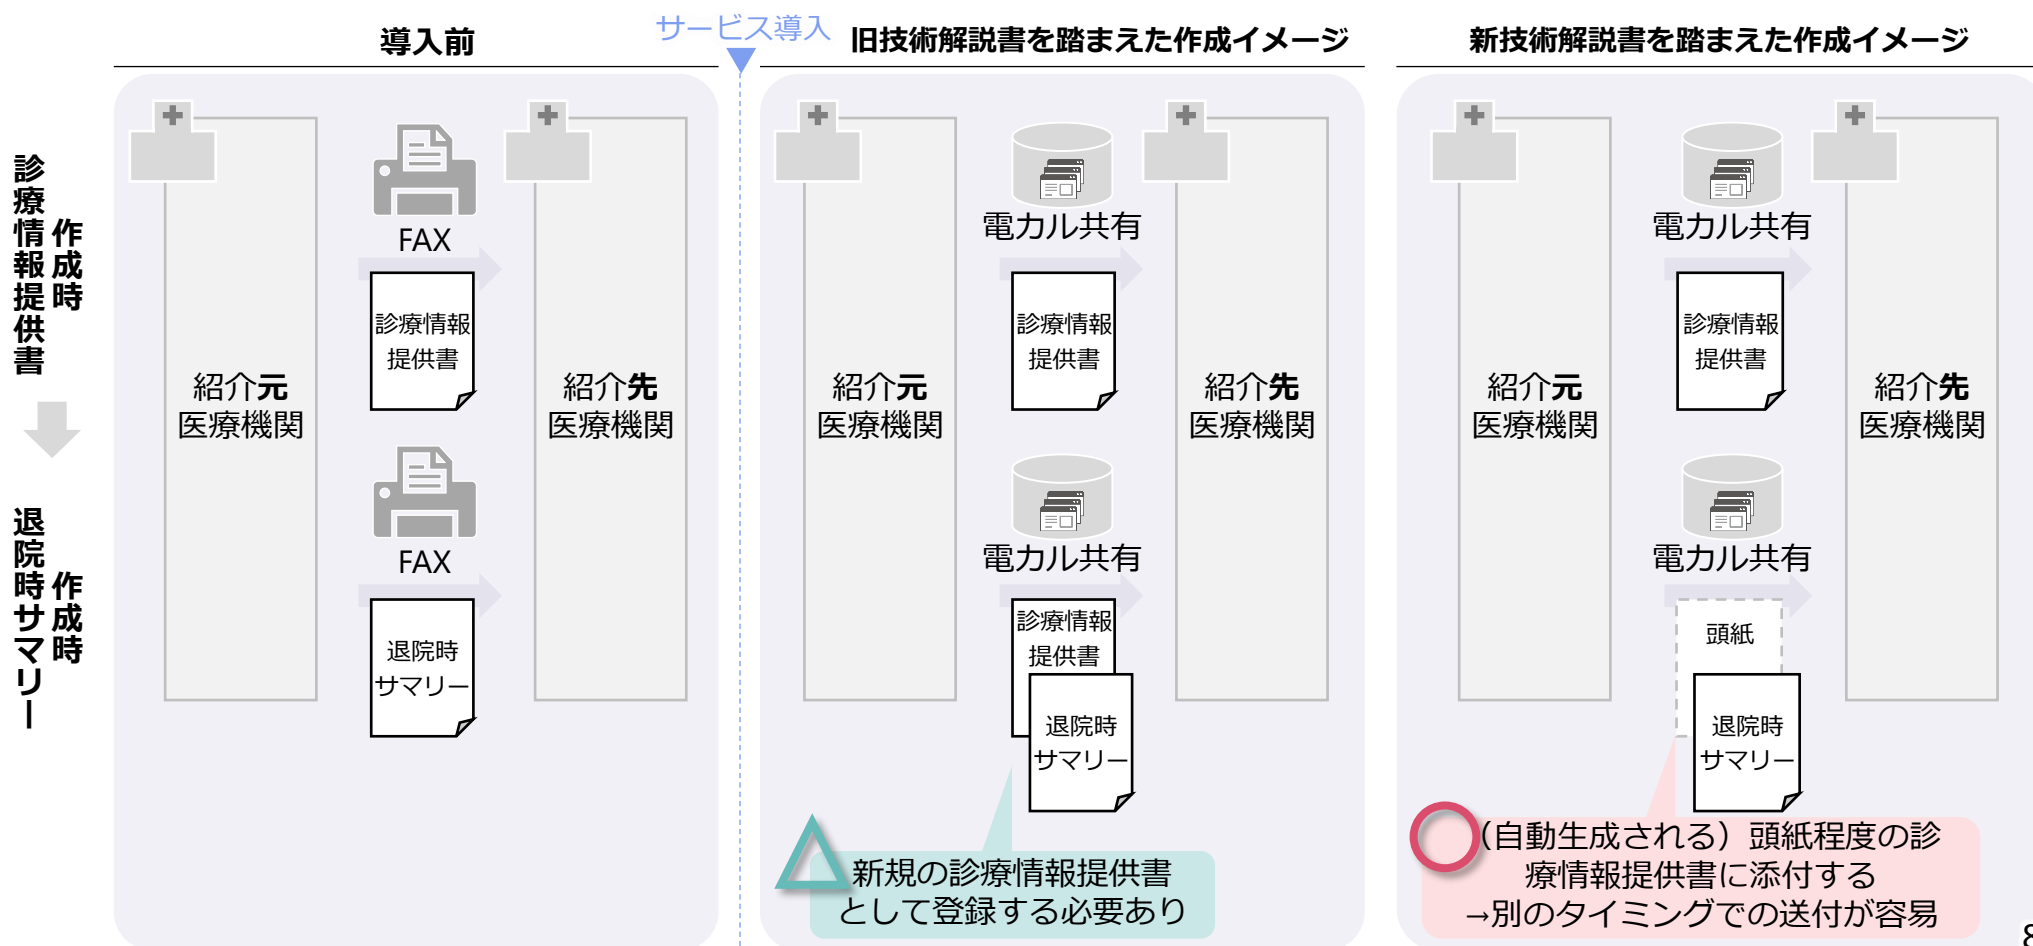 導入前
サービス導入
旧技術解説書を踏まえた作成イメージ
新技術解説書を踏まえた作成イメージ
診療情報提供書
作成時
退院時サマリー
作成時
紹介元
医療機関
FAX
診療情報
提供書
FAX
退院時
サマリー
紹介先
医療機関
紹介元
医療機関
電カル共有
診療情報
提供書
電カル共有
診療情報
提供書
退院時
サマリー
紹介先
医療機関
新規の診療情報提供書
として登録する必要あり
紹介元
医療機関
電カル共有
診療情報
提供書
電カル共有
頭紙
退院時
サマリー
紹介先
医療機関
（自動生成される）頭紙程度の診
療情報提供書に添付する
→別のタイミングでの送付が容易